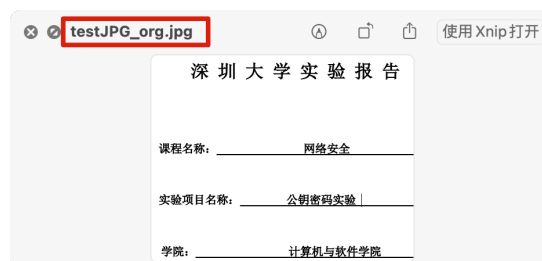 testJPG_org.jpg 使用 Xnip 打开
深圳大学实验报告
课程名称： 网络安全
实验项目名称： 公钥密码实验
学院： 计算机与软件学院